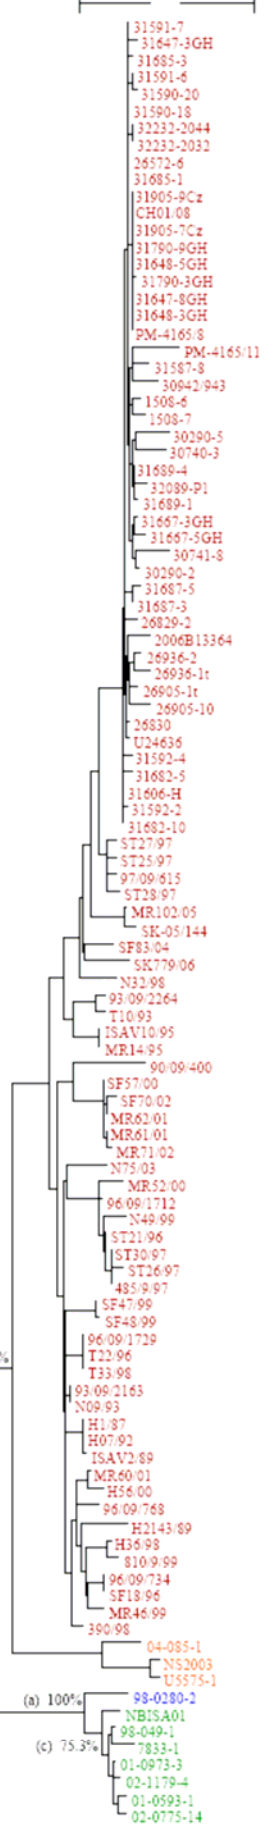 31591-7
31647-3GH
31685-3
31591-6
31590-20
31590-18
32232-2044
32232-2032
26572-6
31685-1
31905-9Cz
CH01/08
31905-7Cz
31790-9GH
31648-5GH
31790-3GH
31647-8GH
31648-3GH
PM-4165/8
PM-4165/11
31587-8
30942/943
1508-6
1508-7
30290-5
30740-3
31689-4
32089-P1
31689-1
31667-3GH
31667-5GH
30741-8
30290-2
31687-5
31687-3
26829-2
2006B13364
26936-2
26936-1t
26905-1t
26905-10
26830
U24636
31592-4
31682-5
31606-H
31592-2
31682-10
ST27/97
ST25/97
97/09/615
ST28/97
MR102/05
SK-05/144
SF83/04
SK779/06
N32/98
93/09/2264
T10/93
ISAV10/95
MR14/95
90/09/400
SF57/00
SF70/02
MR62/01
MR61/01
MR71/02
N75/03
MR52/00
96/09/1712
N49/99
ST21/96
ST30/97
ST26/97
485/9/97
SF47/99
SF48/99
96/09/1729
T22/96
T33/98
93/09/2163
N09/93
H1/87
H07/92
ISAV2/89
MR60/01
H56/00
96/09/768
H2143/89
H36/98
810/9/99
96/09/734
SF18/96
MR46/99
390/98
%
04-085-1
NS2003
U5575-1
(a) 100%
98-0280-2
NBISA01
98-049-1
(c) 75.3%
7833-1
01-0973-3
02-1179-4
01-0593-1
02-0775-14